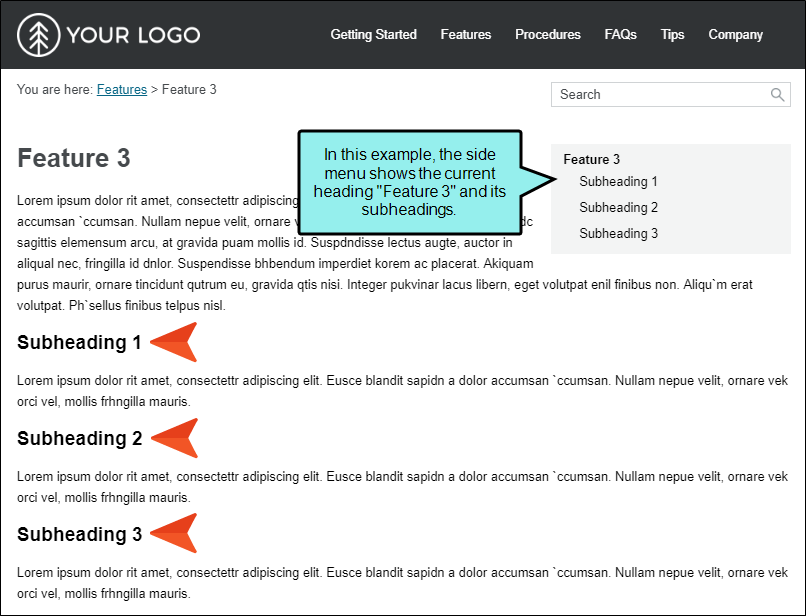 YOUR LOGO
Getting Started Features Procedures FAQs Tips Company
You are here: Features > Feature 3
Search
Feature 3
In this example, the side
menu shows the current
heading "Feature 3" and its
subheadings.
Feature 3
Subheading 1
Subheading 2
Subheading 3
Lorem ipsum dolor rit amet, consectettr adipiscing
accumsan `ccumsan. Nullam nepue velit, ornare v dc
sagittis elemensum arcu, at gravida puam mollis id. Suspdndisse lectus augte, auctor in
aliqual nec, fringilla id dnlor. Suspendisse bhbendum imperdiet korem ac placerat. Akiquam
purus maurir, ornare tincidunt qutrum eu, gravida qtis nisi. Integer pukvinar lacus libern, eget volutpat enil finibus non. Aliqu`m erat
volutpat. Ph`sellus finibus telpus nisl.
Subheading 1
Lorem ipsum dolor rit amet, consectettr adipiscing elit. Eusce blandit sapidn a dolor accumsan `ccumsan. Nullam nepue velit, ornare vek
orci vel, mollis frhngilla mauris.
Subheading 2
Lorem ipsum dolor rit amet, consectettr adipiscing elit. Eusce blandit sapidn a dolor accumsan `ccumsan. Nullam nepue velit, ornare vek
orci vel, mollis frhngilla mauris.
Subheading 3
Lorem ipsum dolor rit amet, consectettr adipiscing elit. Eusce blandit sapidn a dolor accumsan `ccumsan. Nullam nepue velit, ornare vek
orci vel, mollis frhngilla mauris.